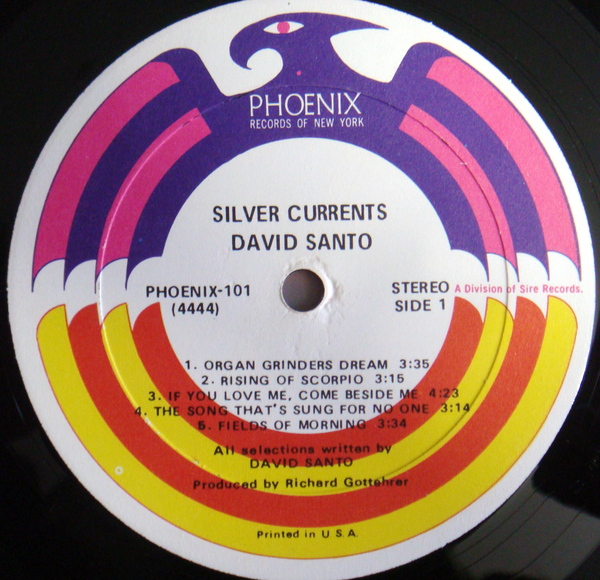 PHOENIX
RECORDS OF NEW YORK
SILVER CURRENTS
DAVID SANTO
PHOENIX-101
(4444)
STEREO
SIDE 1
A Division of Sire Records.
1. ORGAN GRINDERS DREAM 3:35
2. RISING OF SCORPIO 3:15
3. IF YOU LOVE ME, COME BESIDE ME 4:23
4. THE SONG THAT'S SUNG FOR NO ONE 3:14
5. FIELDS OF MORNING 3:34
All selections written by
DAVID SANTO
Produced by Richard Gottehrer
Printed in U.S.A.